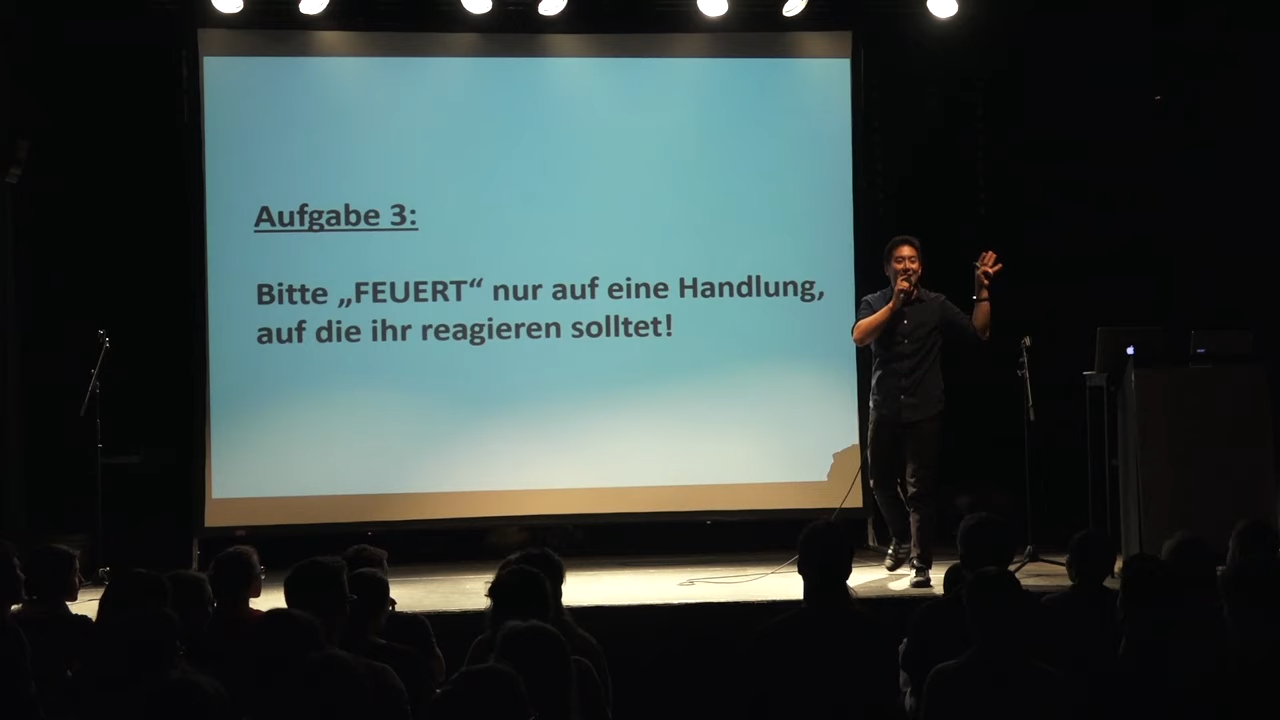 Aufgabe 3:
Bitte „FEUERT“ nur auf eine Handlung,
auf die ihr reagieren solltet!